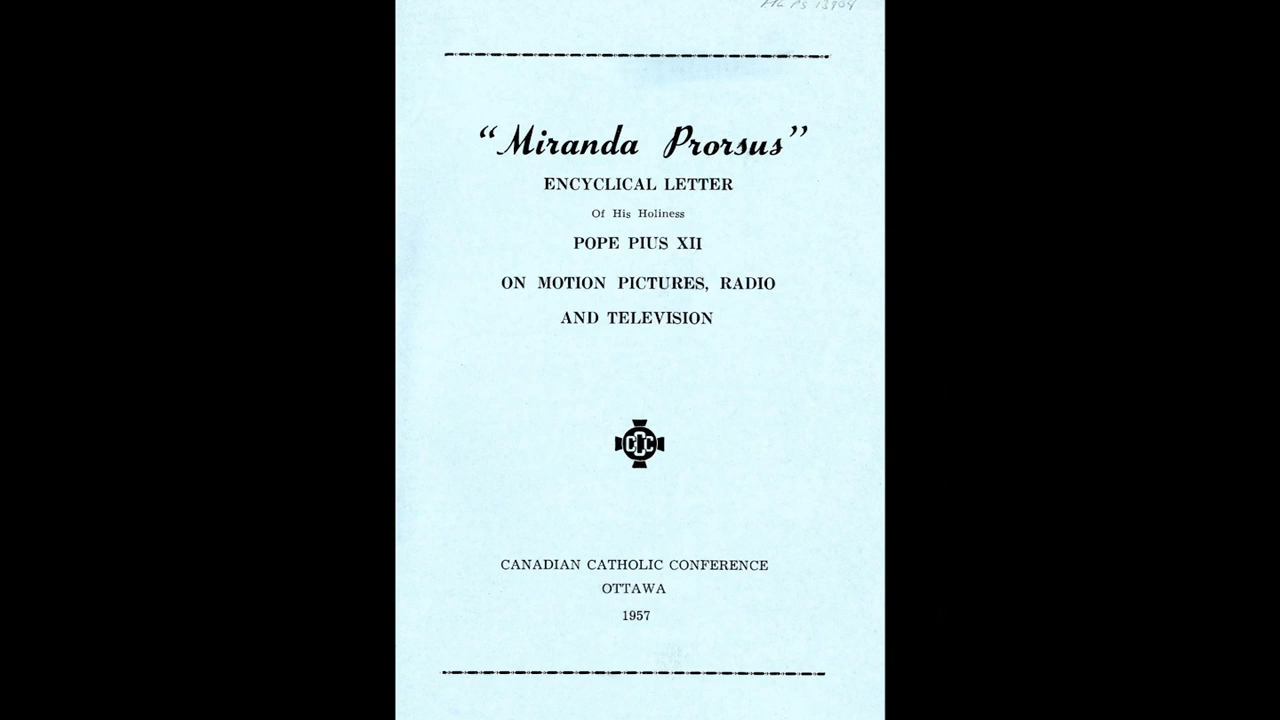 “Miranda Prorsus”
ENCYCLICAL LETTER
Of His Holiness
POPE PIUS XII
ON MOTION PICTURES, RADIO
AND TELEVISION
CCC
CANADIAN CATHOLIC CONFERENCE
OTTAWA
1957